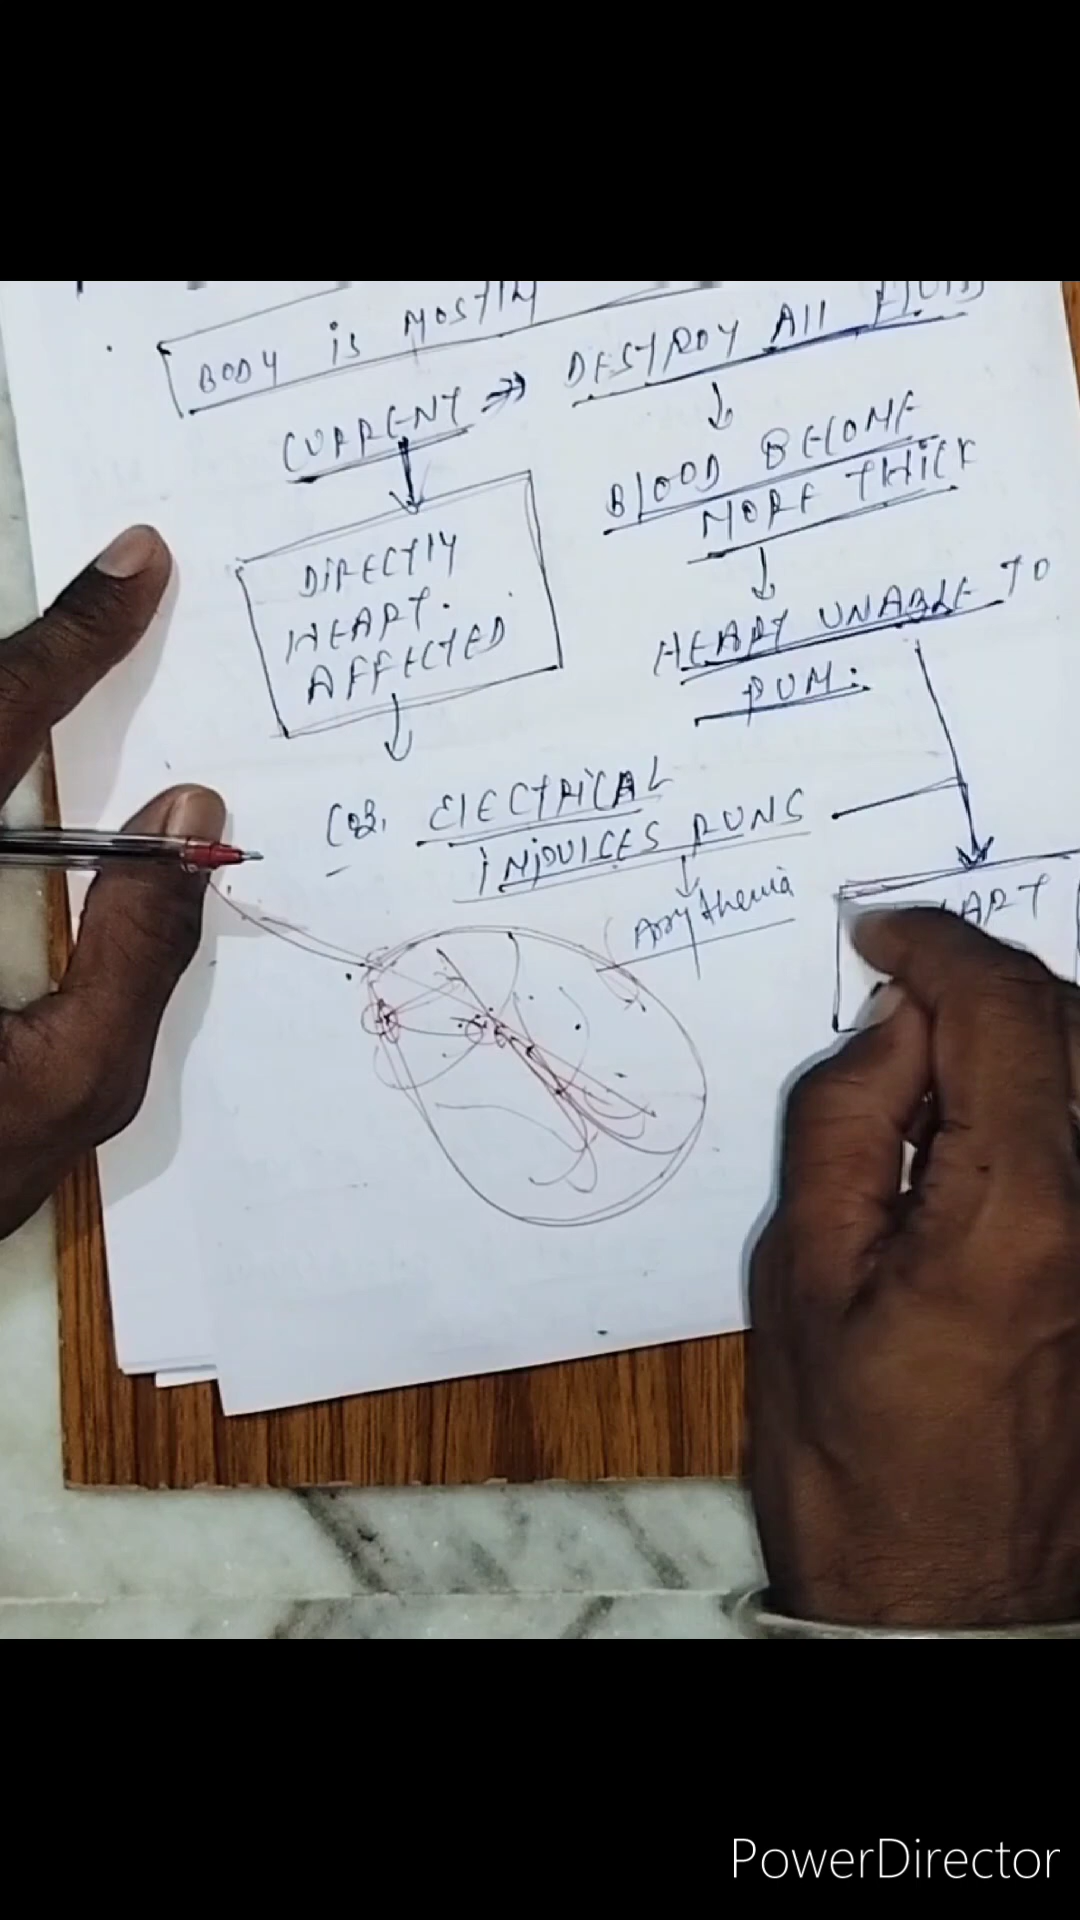 BODY is MOSTLY
CURRENT
DESTROY All FLUID
BLOOD BECOME
MORE THICK
DIRECTLY
HEART.
AFFECTED
HEART UNABLE TO
PUM.
ELECTRICAL
RUNS
Arrythemia
PowerDirector